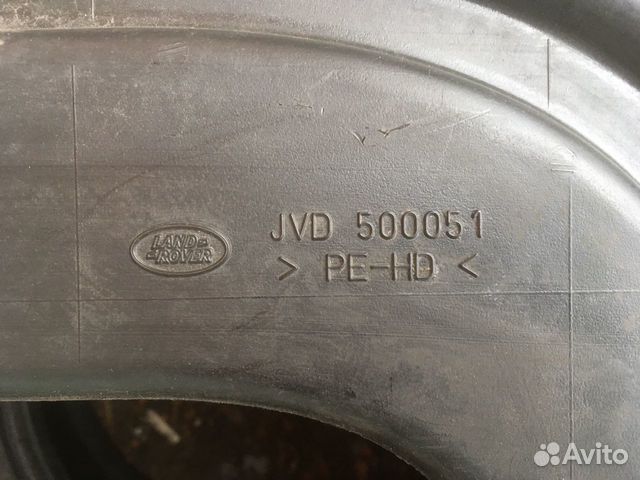 JVD 500051
LAND-
-ROVER
> PE-HD <
Avito